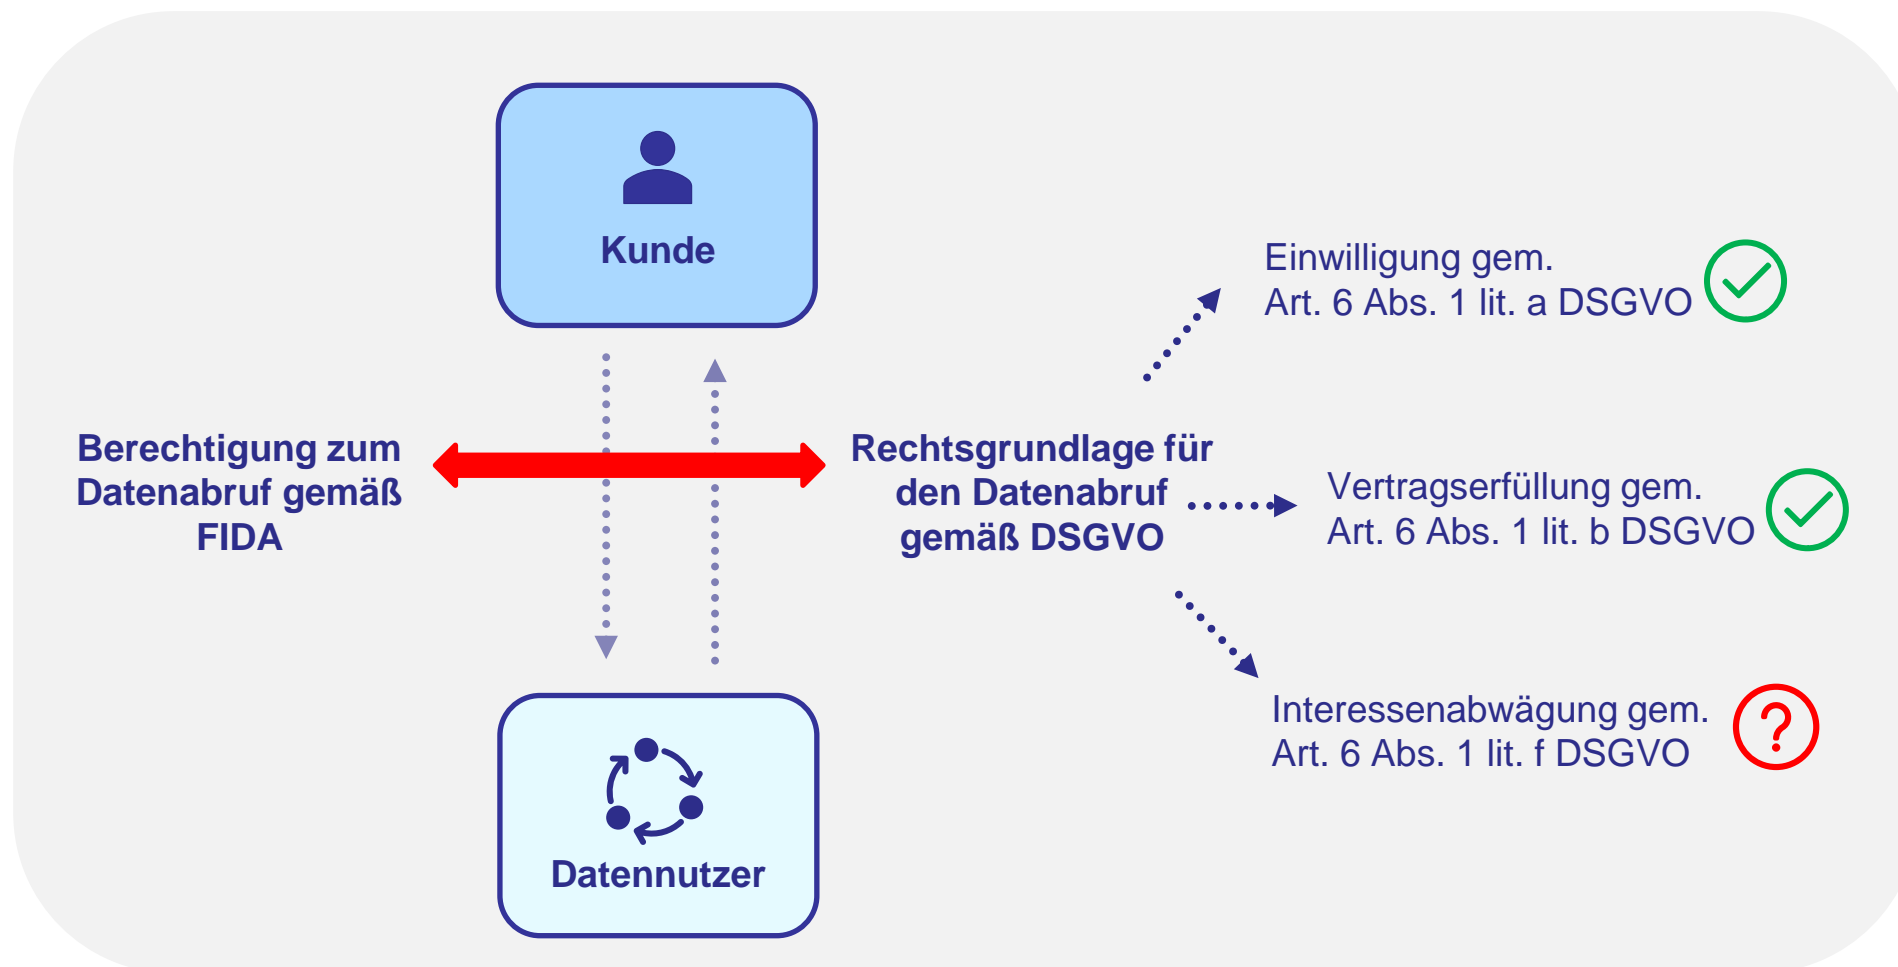 Kunde
Berechtigung zum
Datenabruf gemäß
FIDA
Rechtsgrundlage für
den Datenabruf
gemäß DSGVO
Einwilligung gem.
Art. 6 Abs. 1 lit. a DSGVO
Vertragserfüllung gem.
Art. 6 Abs. 1 lit. b DSGVO
Interessenabwägung gem.
Art. 6 Abs. 1 lit. f DSGVO
?
Datennutzer